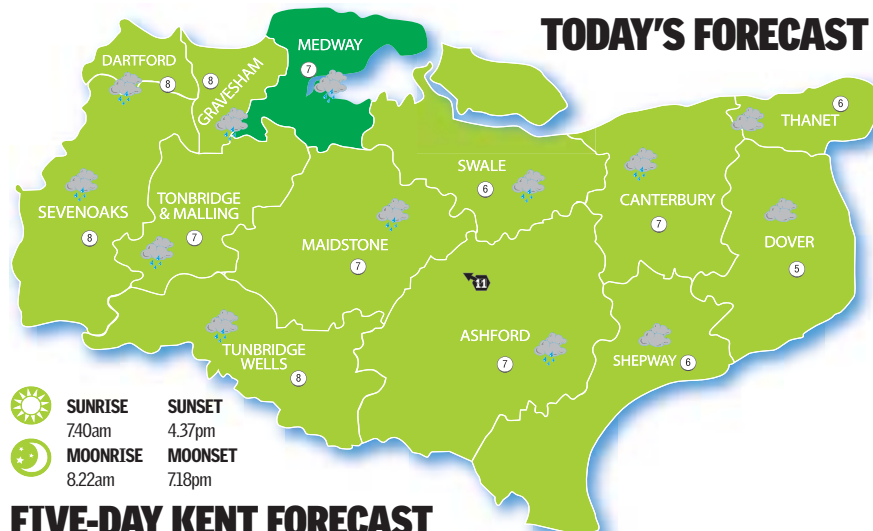 TODAY'S FORECAST
MEDWAY
7
DARTFORD
8
8
GRAVESHAM
6
THANET
SWALE
6
CANTERBURY
7
SEVENOAKS
8
TONBRIDGE
& MALLING
7
MAIDSTONE
7
DOVER
5
11
ASHFORD
7
SHEPWAY 6
TUNBRIDGE
WELLS
8
SUNRISE SUNSET
7.40am 4.37pm
MOONRISE MOONSET
8.22am 7.18pm
FIVE-DAY KENT FORECAST